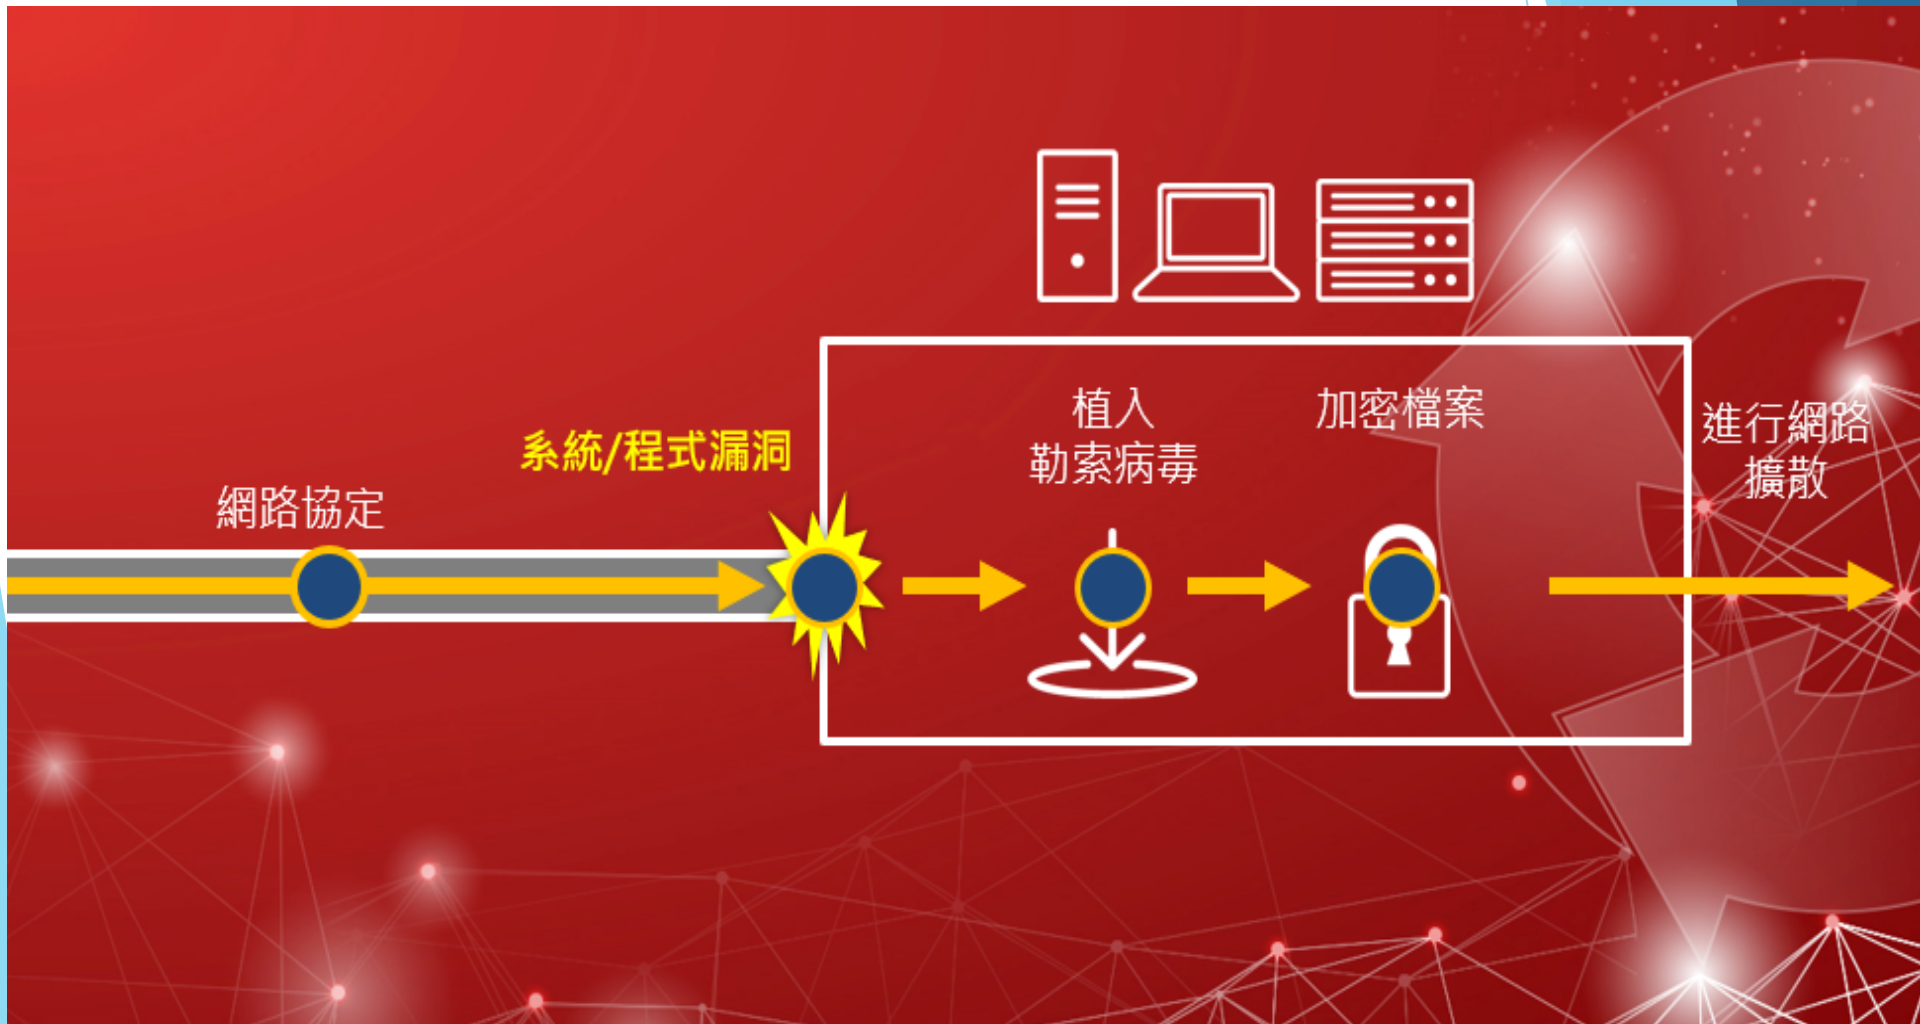 網路協定
系統/程式漏洞
植入
勒索病毒
加密檔案
進行網路
擴散